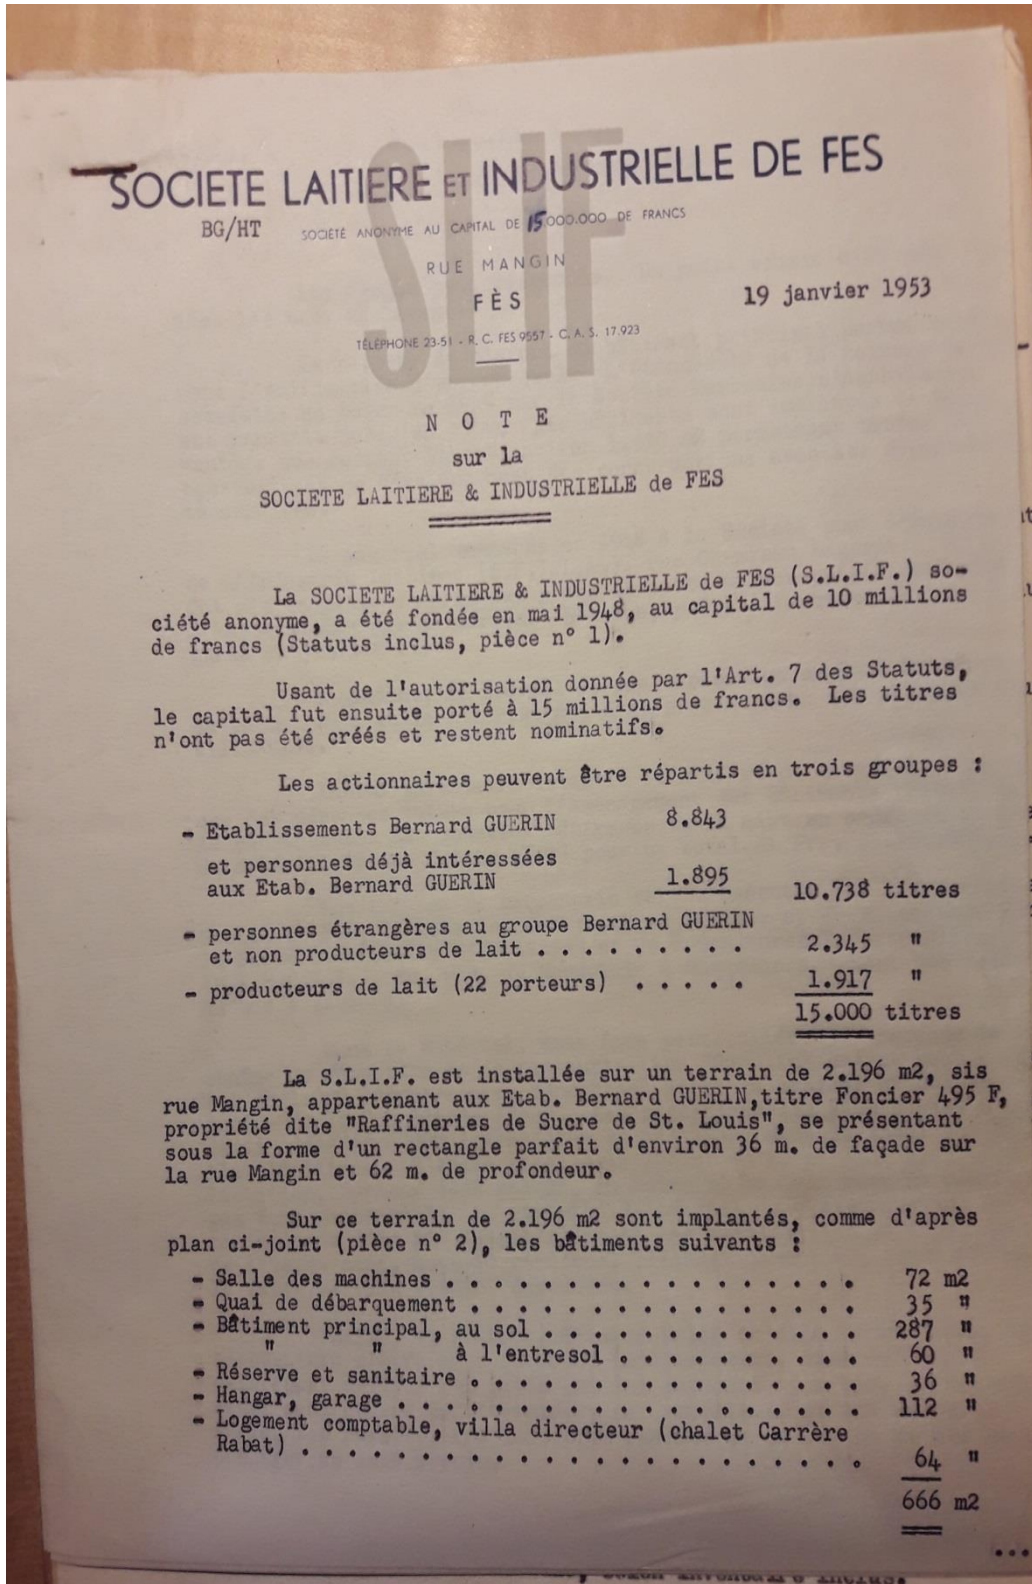 SLIF
SOCIETE LAITIERE ET INDUSTRIELLE DE FES
BG/HT SOCIÉTÉ ANONYME AU CAPITAL DE 15 000.000 DE FRANCS
RUE MANGIN
FÈS
19 janvier 1953
TÉLÉPHONE 23-51 - R. C. FES 9557 - C. A. S. 17.923
N O T E
sur la
SOCIETE LAITIERE & INDUSTRIELLE de FES
La SOCIETE LAITIERE & INDUSTRIELLE de FES (S.L.I.F.) so-
ciété anonyme, a été fondée en mai 1948, au capital de 10 millions
de francs (Statuts inclus, pièce n° 1).
Usant de l'autorisation donnée par l'Art. 7 des Statuts,
le capital fut ensuite porté à 15 millions de francs. Les titres
n'ont pas été créés et restent nominatifs.
Les actionnaires peuvent être répartis en trois groupes :
- Etablissements Bernard GUERIN 8.843
et personnes déjà intéressées
aux Etab. Bernard GUERIN 1.895 10.738 titres
- personnes étrangères au groupe Bernard GUERIN
et non producteurs de lait . . . . . . . . . 2.345 "
- producteurs de lait (22 porteurs) . . . . . 1.917 "
15.000 titres
La S.L.I.F. est installée sur un terrain de 2.196 m2, sis
rue Mangin, appartenant aux Etab. Bernard GUERIN,titre Foncier 495 F,
propriété dite "Raffineries de Sucre de St. Louis", se présentant
sous la forme d'un rectangle parfait d'environ 36 m. de façade sur
la rue Mangin et 62 m. de profondeur.
Sur ce terrain de 2.196 m2 sont implantés, comme d'après
plan ci-joint (pièce n° 2), les bâtiments suivants :
- Salle des machines . . . . . . . . . . . . . . . . . 72 m2
- Quai de débarquement . . . . . . . . . . . . . . . . 35 "
- Bâtiment principal, au sol . . . . . . . . . . . . . 287 "
" " à l'entresol . . . . . . . . . . 60 "
- Réserve et sanitaire . . . . . . . . . . . . . . . . 36 "
- Hangar, garage . . . . . . . . . . . . . . . . . . . 112 "
- Logement comptable, villa directeur (chalet Carrère
Rabat) . . . . . . . . . . . . . . . . . . . . . . . 64 "
666 m2
...